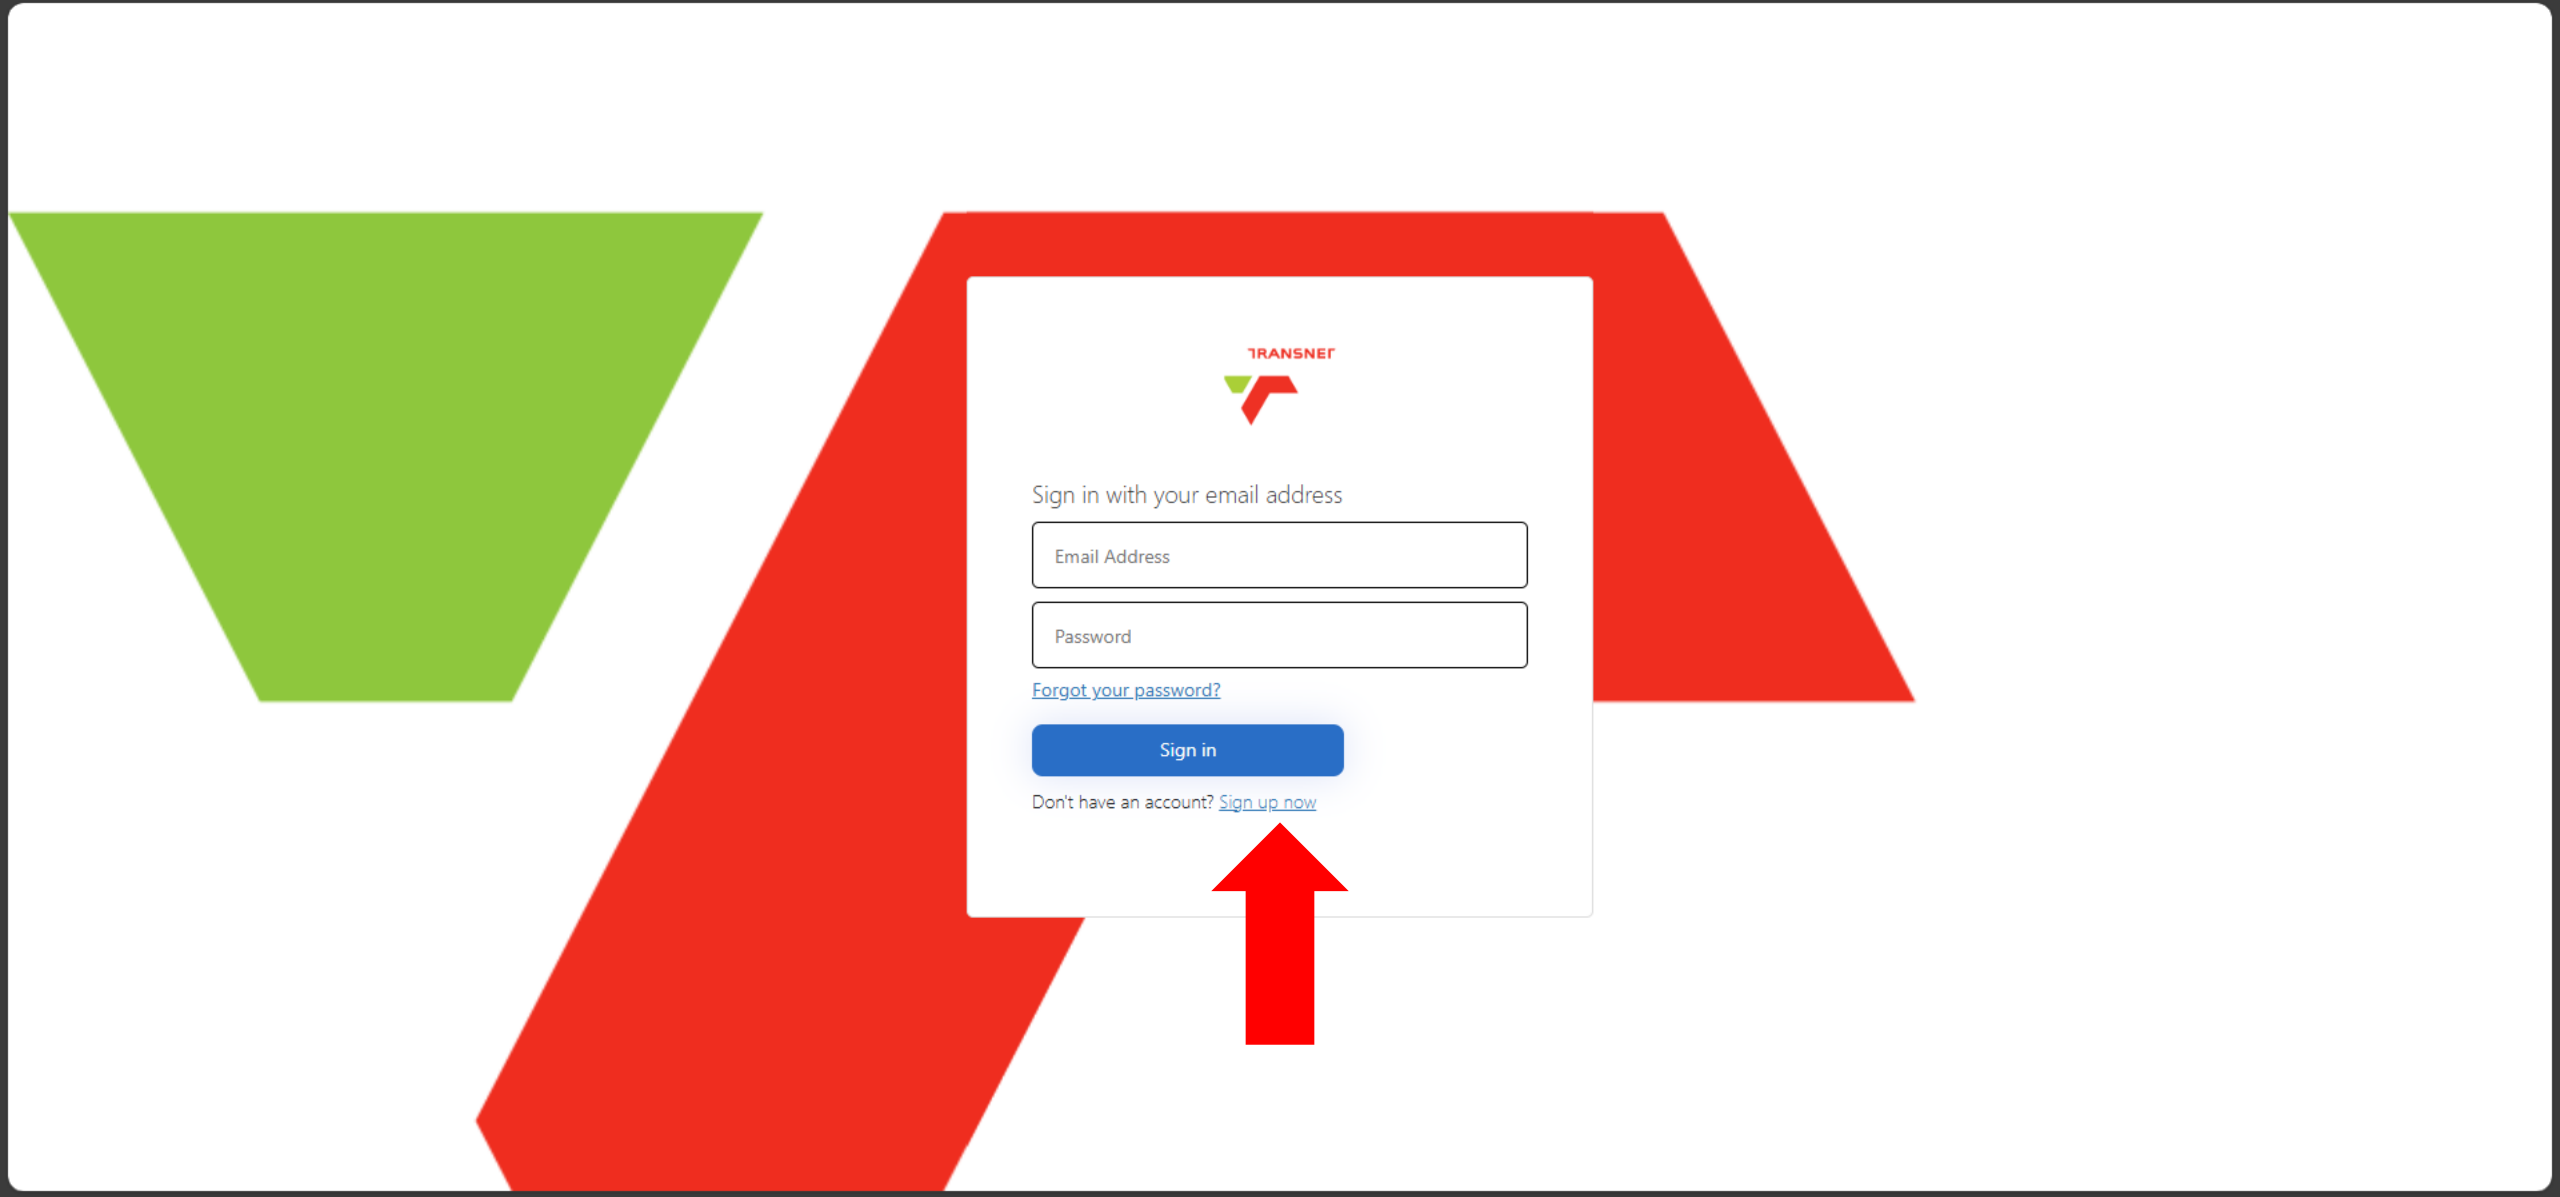 TRANSNET
Sign in with your email address
Email Address
Password
Forgot your password?
Sign in
Don't have an account? Sign up now